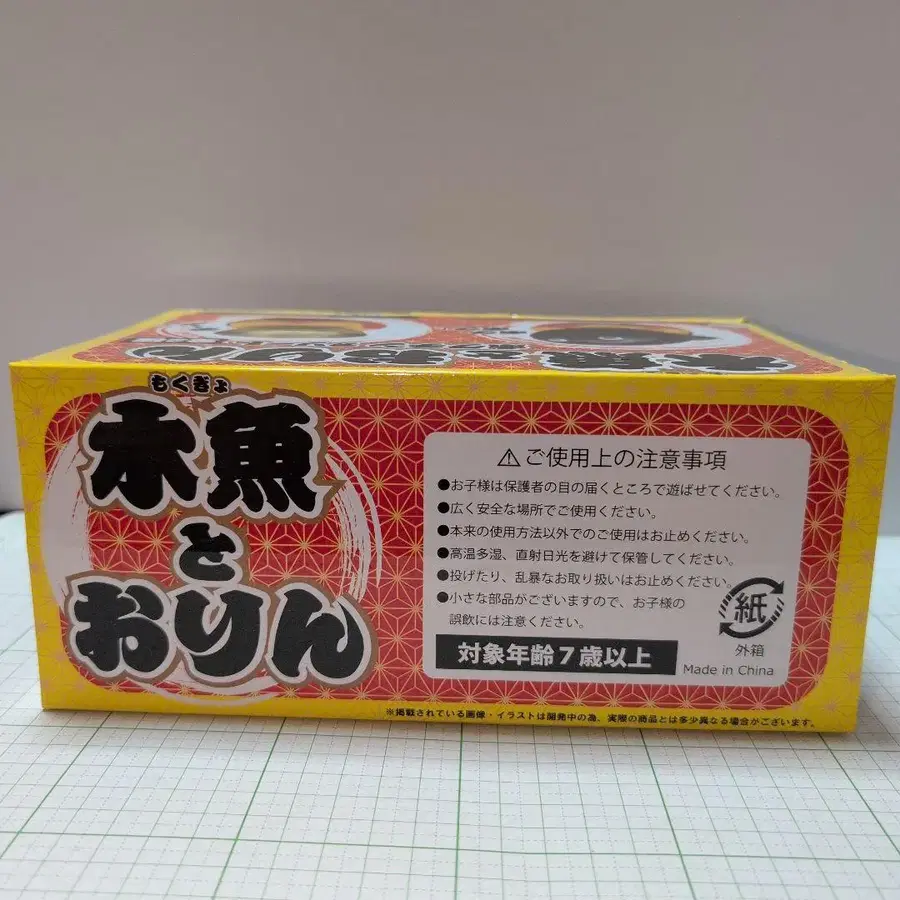 もくぎょ
木魚
と
おりん
⚠ご使用上の注意事項
●お子様は保護者の目の届くところで遊ばせてください。
●広く安全な場所でご使用ください。
●本来の使用方法以外でのご使用はお止めください。
●高温多湿、直射日光を避けて保管してください。
●投げたり、乱暴なお取り扱いはお止めください。
●小さな部品がございますので、お子様の
誤飲には注意ください。
対象年齢7歳以上
紙
外箱
Made in China
※掲載されている画像・イラストは開発中の為、実際の商品とは多少異なる場合がございます。